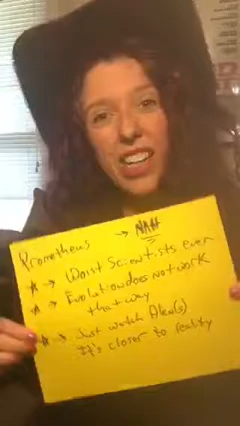 Prometheus → NAH
* → Worst Scientists ever
* → Evolution does not work
that way
* → Just watch Alien(s)
It's closer to reality